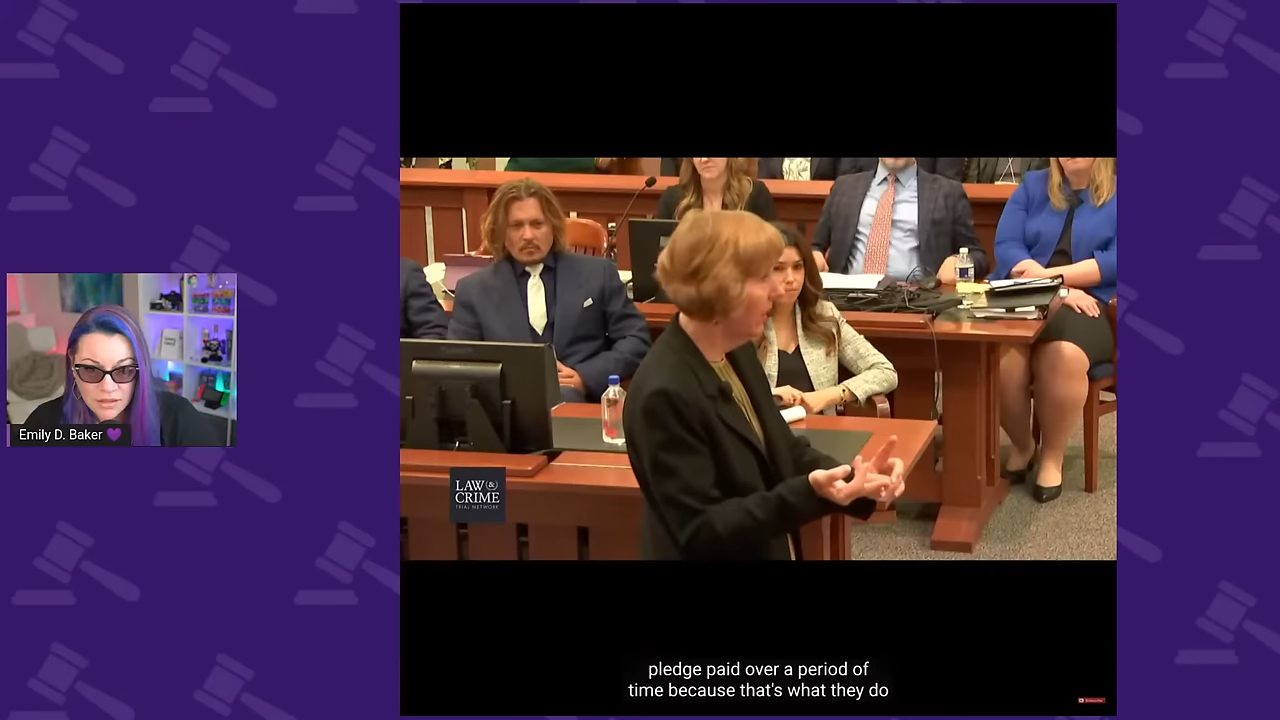 Emily D. Baker 💜
LAW &
CRIME
TRIAL NETWORK
pledge paid over a period of
time because that's what they do